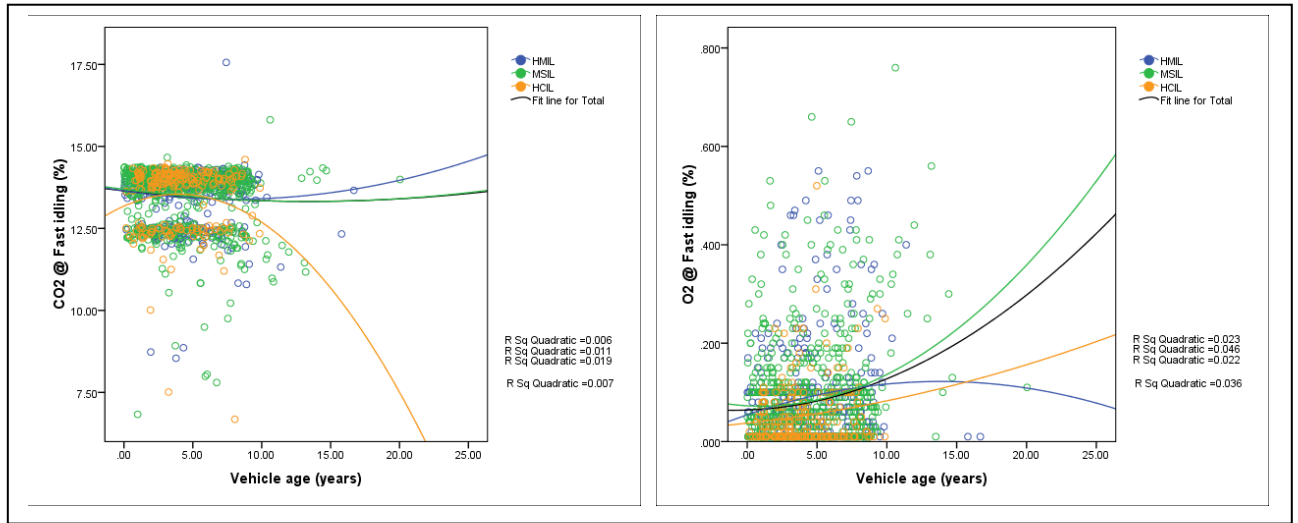 17.50
15.00
12.50
10.00
7.50
CO2 @ Fast idling (%)
.00 5.00 10.00 15.00 20.00 25.00
Vehicle age (years)
HMIL
MSIL
HCIL
Fit line for Total
R Sq Quadratic =0.006
R Sq Quadratic =0.011
R Sq Quadratic =0.019
R Sq Quadratic =0.007
.800
.600
.400
.200
.000
O2 @ Fast idling (%)
.00 5.00 10.00 15.00 20.00 25.00
Vehicle age (years)
HMIL
MSIL
HCIL
Fit line for Total
R Sq Quadratic =0.023
R Sq Quadratic =0.046
R Sq Quadratic =0.022
R Sq Quadratic =0.036